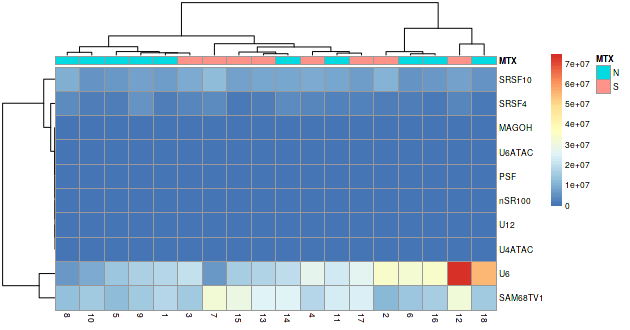 MTX
SRSF10
SRSF4
MAGOH
U6ATAC
PSF
nSR100
U12
U4ATAC
U6
SAM68TV1
8 10 5 9 1 3 7 15 13 14 4 11 17 2 6 16 12 18
7e+07
6e+07
5e+07
4e+07
3e+07
2e+07
1e+07
0
MTX
N
S